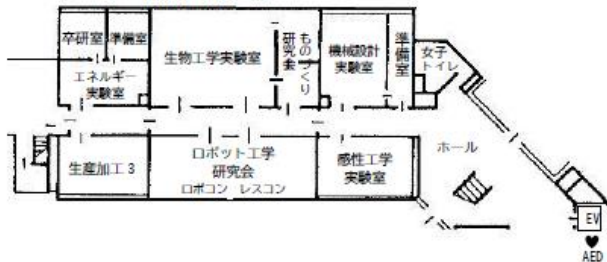 卒研室
準備室
エネルギー
実験室
生物工学実験室
ものづくり
研究会
機械設計
実験室
準備室
女子
トイレ
生産加工3
ロボット工学
研究会
ロボコン レスコン
感性工学
実験室
ホール
EV
♥
AED